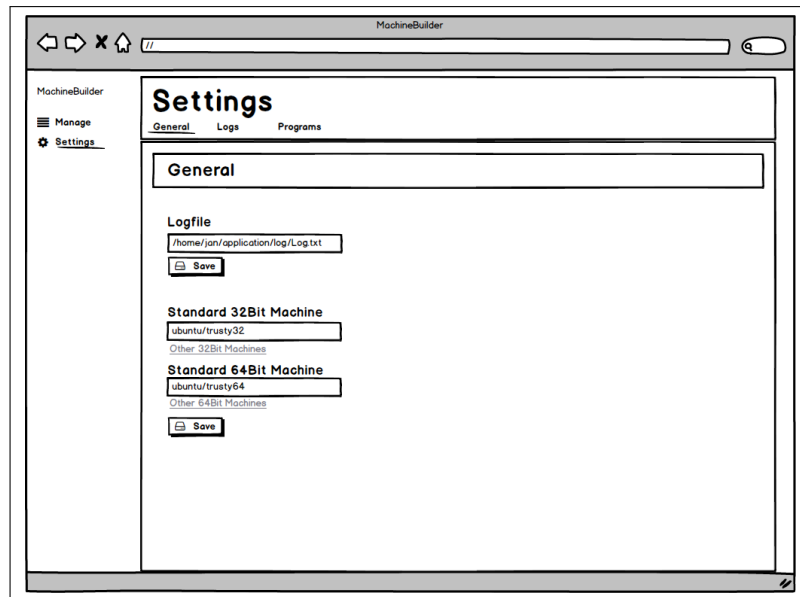 MachineBuilder
//
MachineBuilder
Manage
Settings
Settings
General Logs Programs
General
Logfile
/home/jan/application/log/Log.txt
Save
Standard 32Bit Machine
ubuntu/trusty32
Other 32Bit Machines
Standard 64Bit Machine
ubuntu/trusty64
Other 64Bit Machines
Save